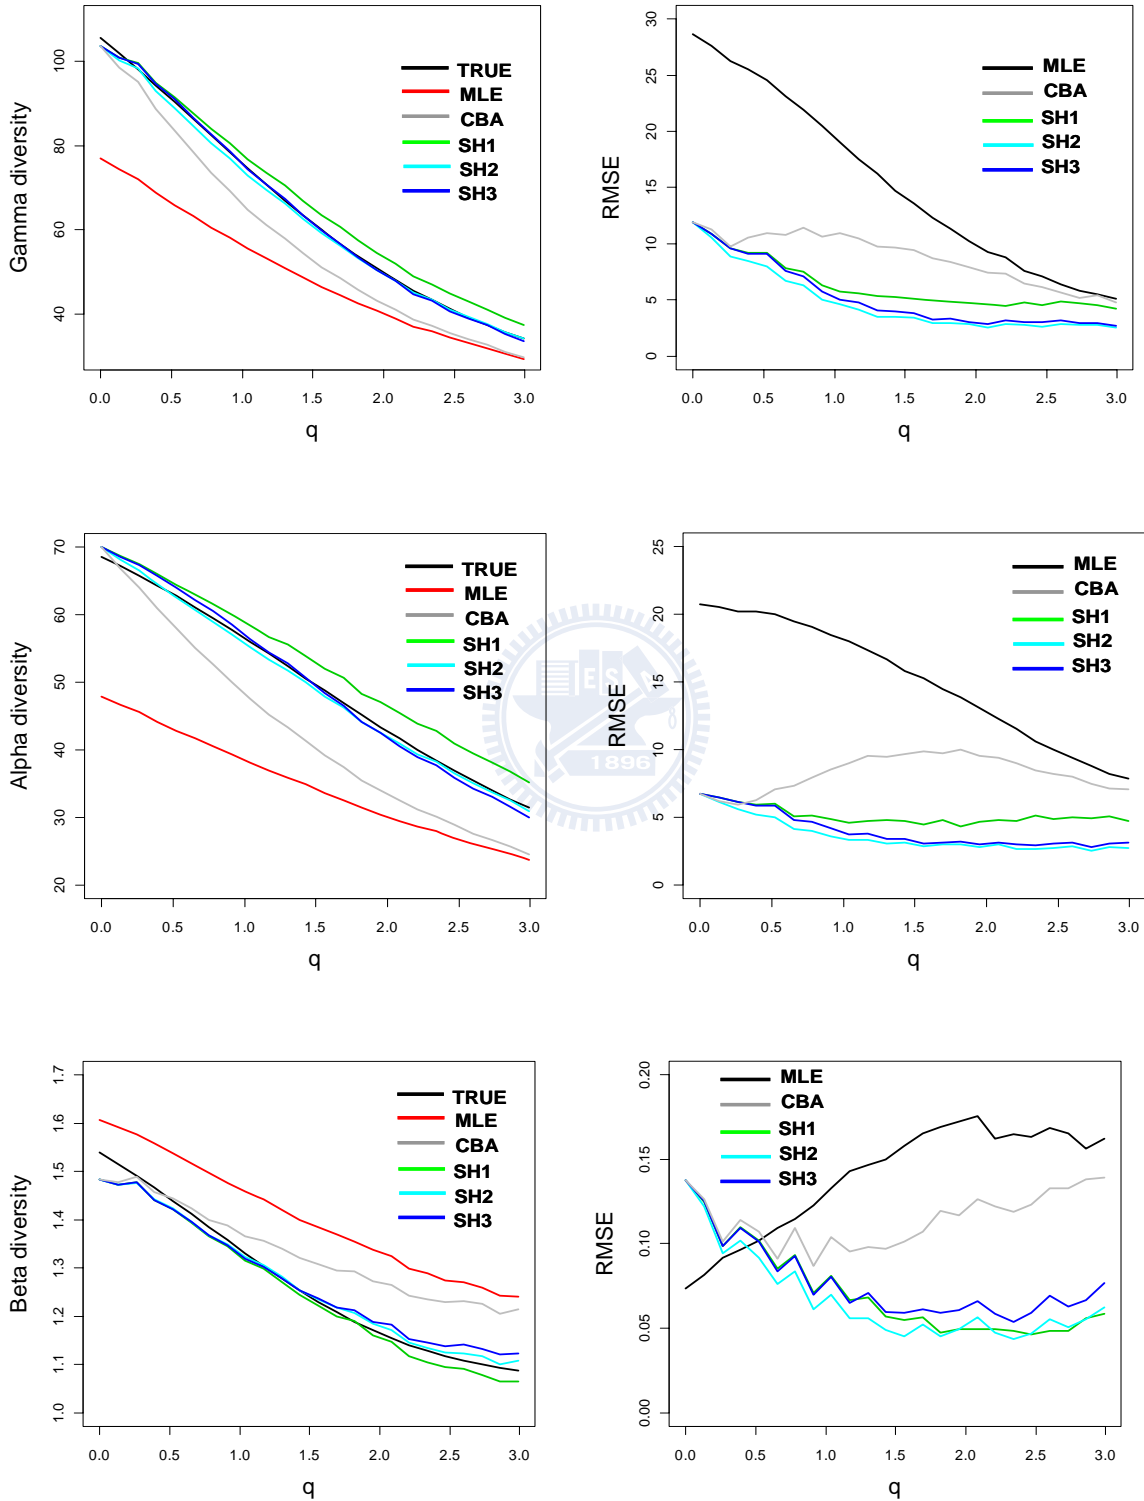 Gamma diversity
100
80
60
40
TRUE
MLE
CBA
SH1
SH2
SH3
0.0 0.5 1.0 1.5 2.0 2.5 3.0
q
RMSE
30
25
20
15
10
5
0
MLE
CBA
SH1
SH2
SH3
0.0 0.5 1.0 1.5 2.0 2.5 3.0
q
Alpha diversity
70
60
50
40
30
20
TRUE
MLE
CBA
SH1
SH2
SH3
0.0 0.5 1.0 1.5 2.0 2.5 3.0
q
RMSE
25
20
15
10
5
0
MLE
CBA
SH1
SH2
SH3
0.0 0.5 1.0 1.5 2.0 2.5 3.0
q
ES
1896
Beta diversity
1.7
1.6
1.5
1.4
1.3
1.2
1.1
1.0
TRUE
MLE
CBA
SH1
SH2
SH3
0.0 0.5 1.0 1.5 2.0 2.5 3.0
q
RMSE
0.20
0.15
0.10
0.05
0.00
MLE
CBA
SH1
SH2
SH3
0.0 0.5 1.0 1.5 2.0 2.5 3.0
q